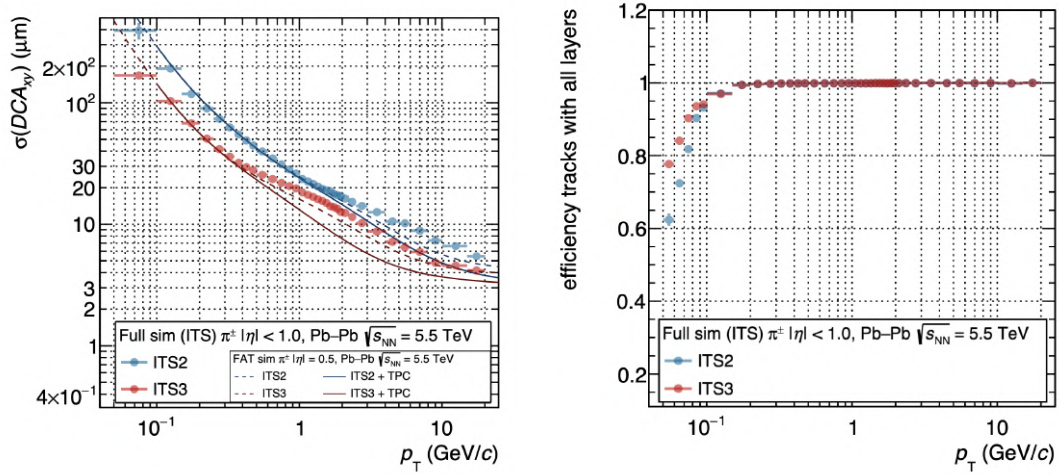 σ(DCAxy) (μm)
2×10²
10²
30
20
10
4
3
2
1
4×10⁻¹
Full sim (ITS) π± |η| < 1.0, Pb–Pb √sNN = 5.5 TeV
ITS2
ITS3
FAT sim π± |η| = 0.5, Pb–Pb √sNN = 5.5 TeV
ITS2
ITS2 + TPC
ITS3
ITS3 + TPC
10⁻¹
1
10
pT (GeV/c)
efficiency tracks with all layers
1.2
1
0.8
0.6
0.4
0.2
Full sim (ITS) π± |η| < 1.0, Pb–Pb √sNN = 5.5 TeV
ITS2
ITS3
10⁻¹
1
10
pT (GeV/c)